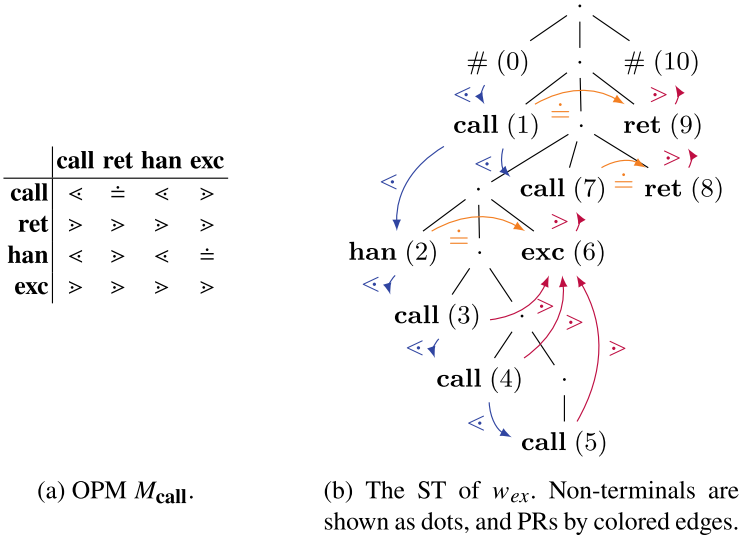 call ret han exc
call ⋖ ≐ ⋖ ⋗
ret ⋗ ⋗ ⋗ ⋗
han ⋖ ⋗ ⋖ ≐
exc ⋗ ⋗ ⋗ ⋗
(a) OPM M_call.
# (0) # (10)
⋖ ⋗
call (1) ≐ ret (9)
⋖ ⋖ ⋗
call (7) ≐ ret (8)
⋗
han (2) ≐ exc (6)
⋖ ⋗
call (3) ⋗
⋖ ⋗
call (4)
⋖
call (5)
(b) The ST of w_ex. Non-terminals are
shown as dots, and PRs by colored edges.